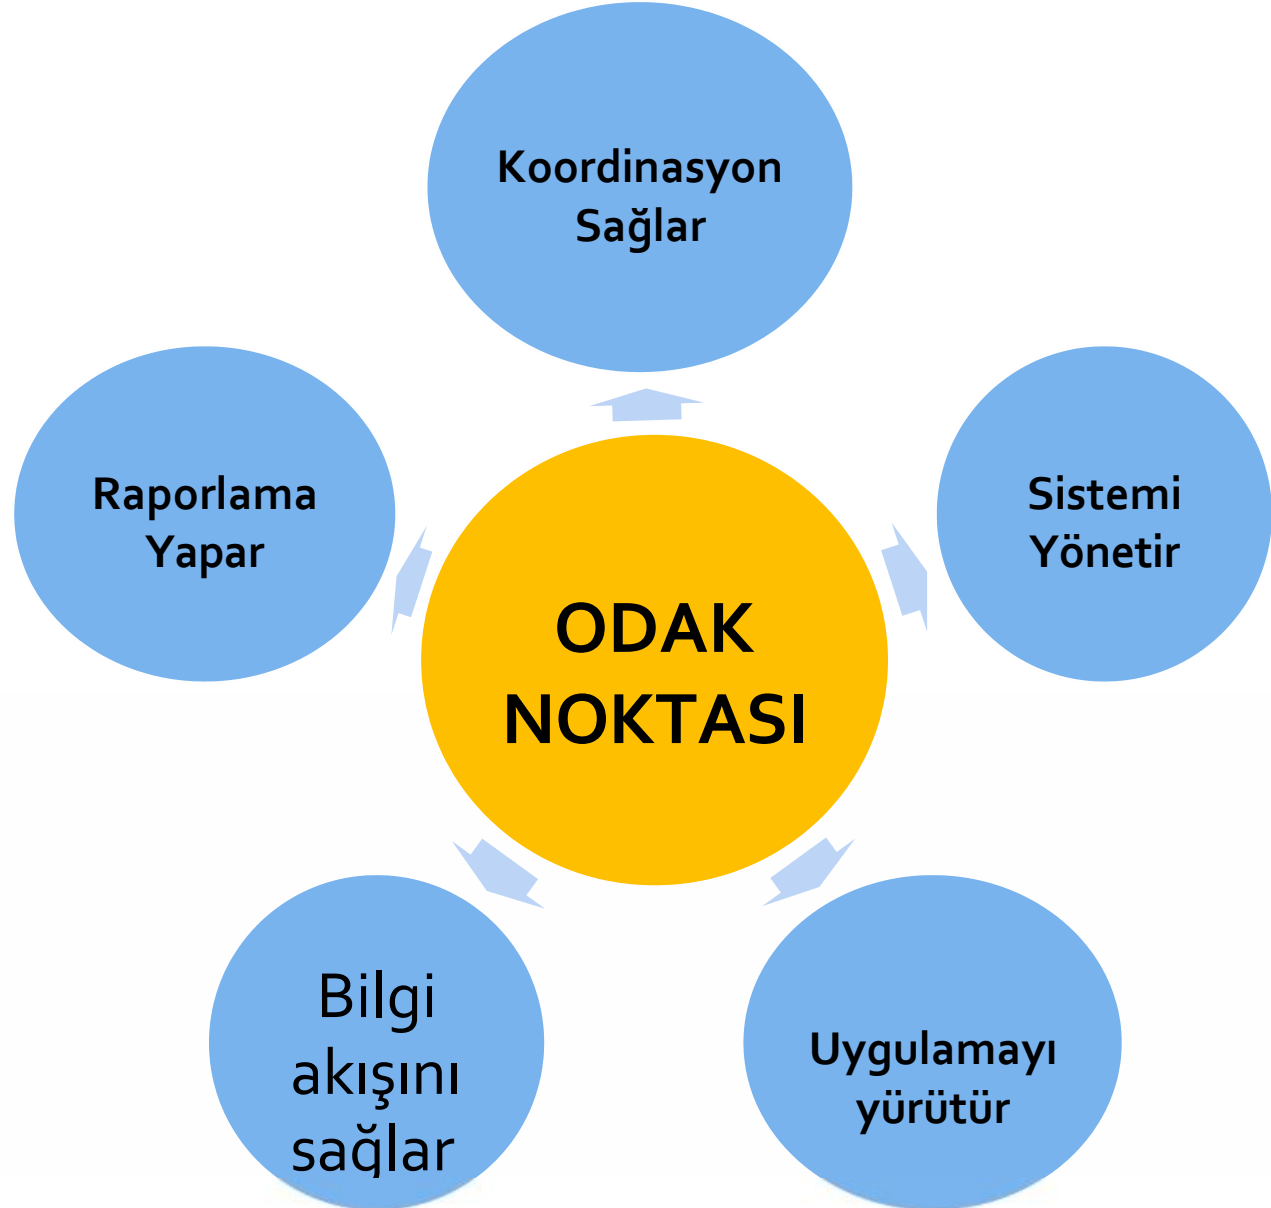 Koordinasyon
Sağlar
Raporlama
Yapar
Sistemi
Yönetir
ODAK
NOKTASI
Bilgi
akışını
sağlar
Uygulamayı
yürütür